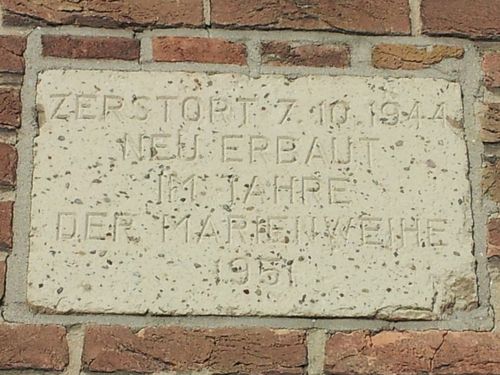 ZERSTÖRT 7.10.1944
NEU ERBAUT
IM JAHRE
DER MARIENWEIHE
1951